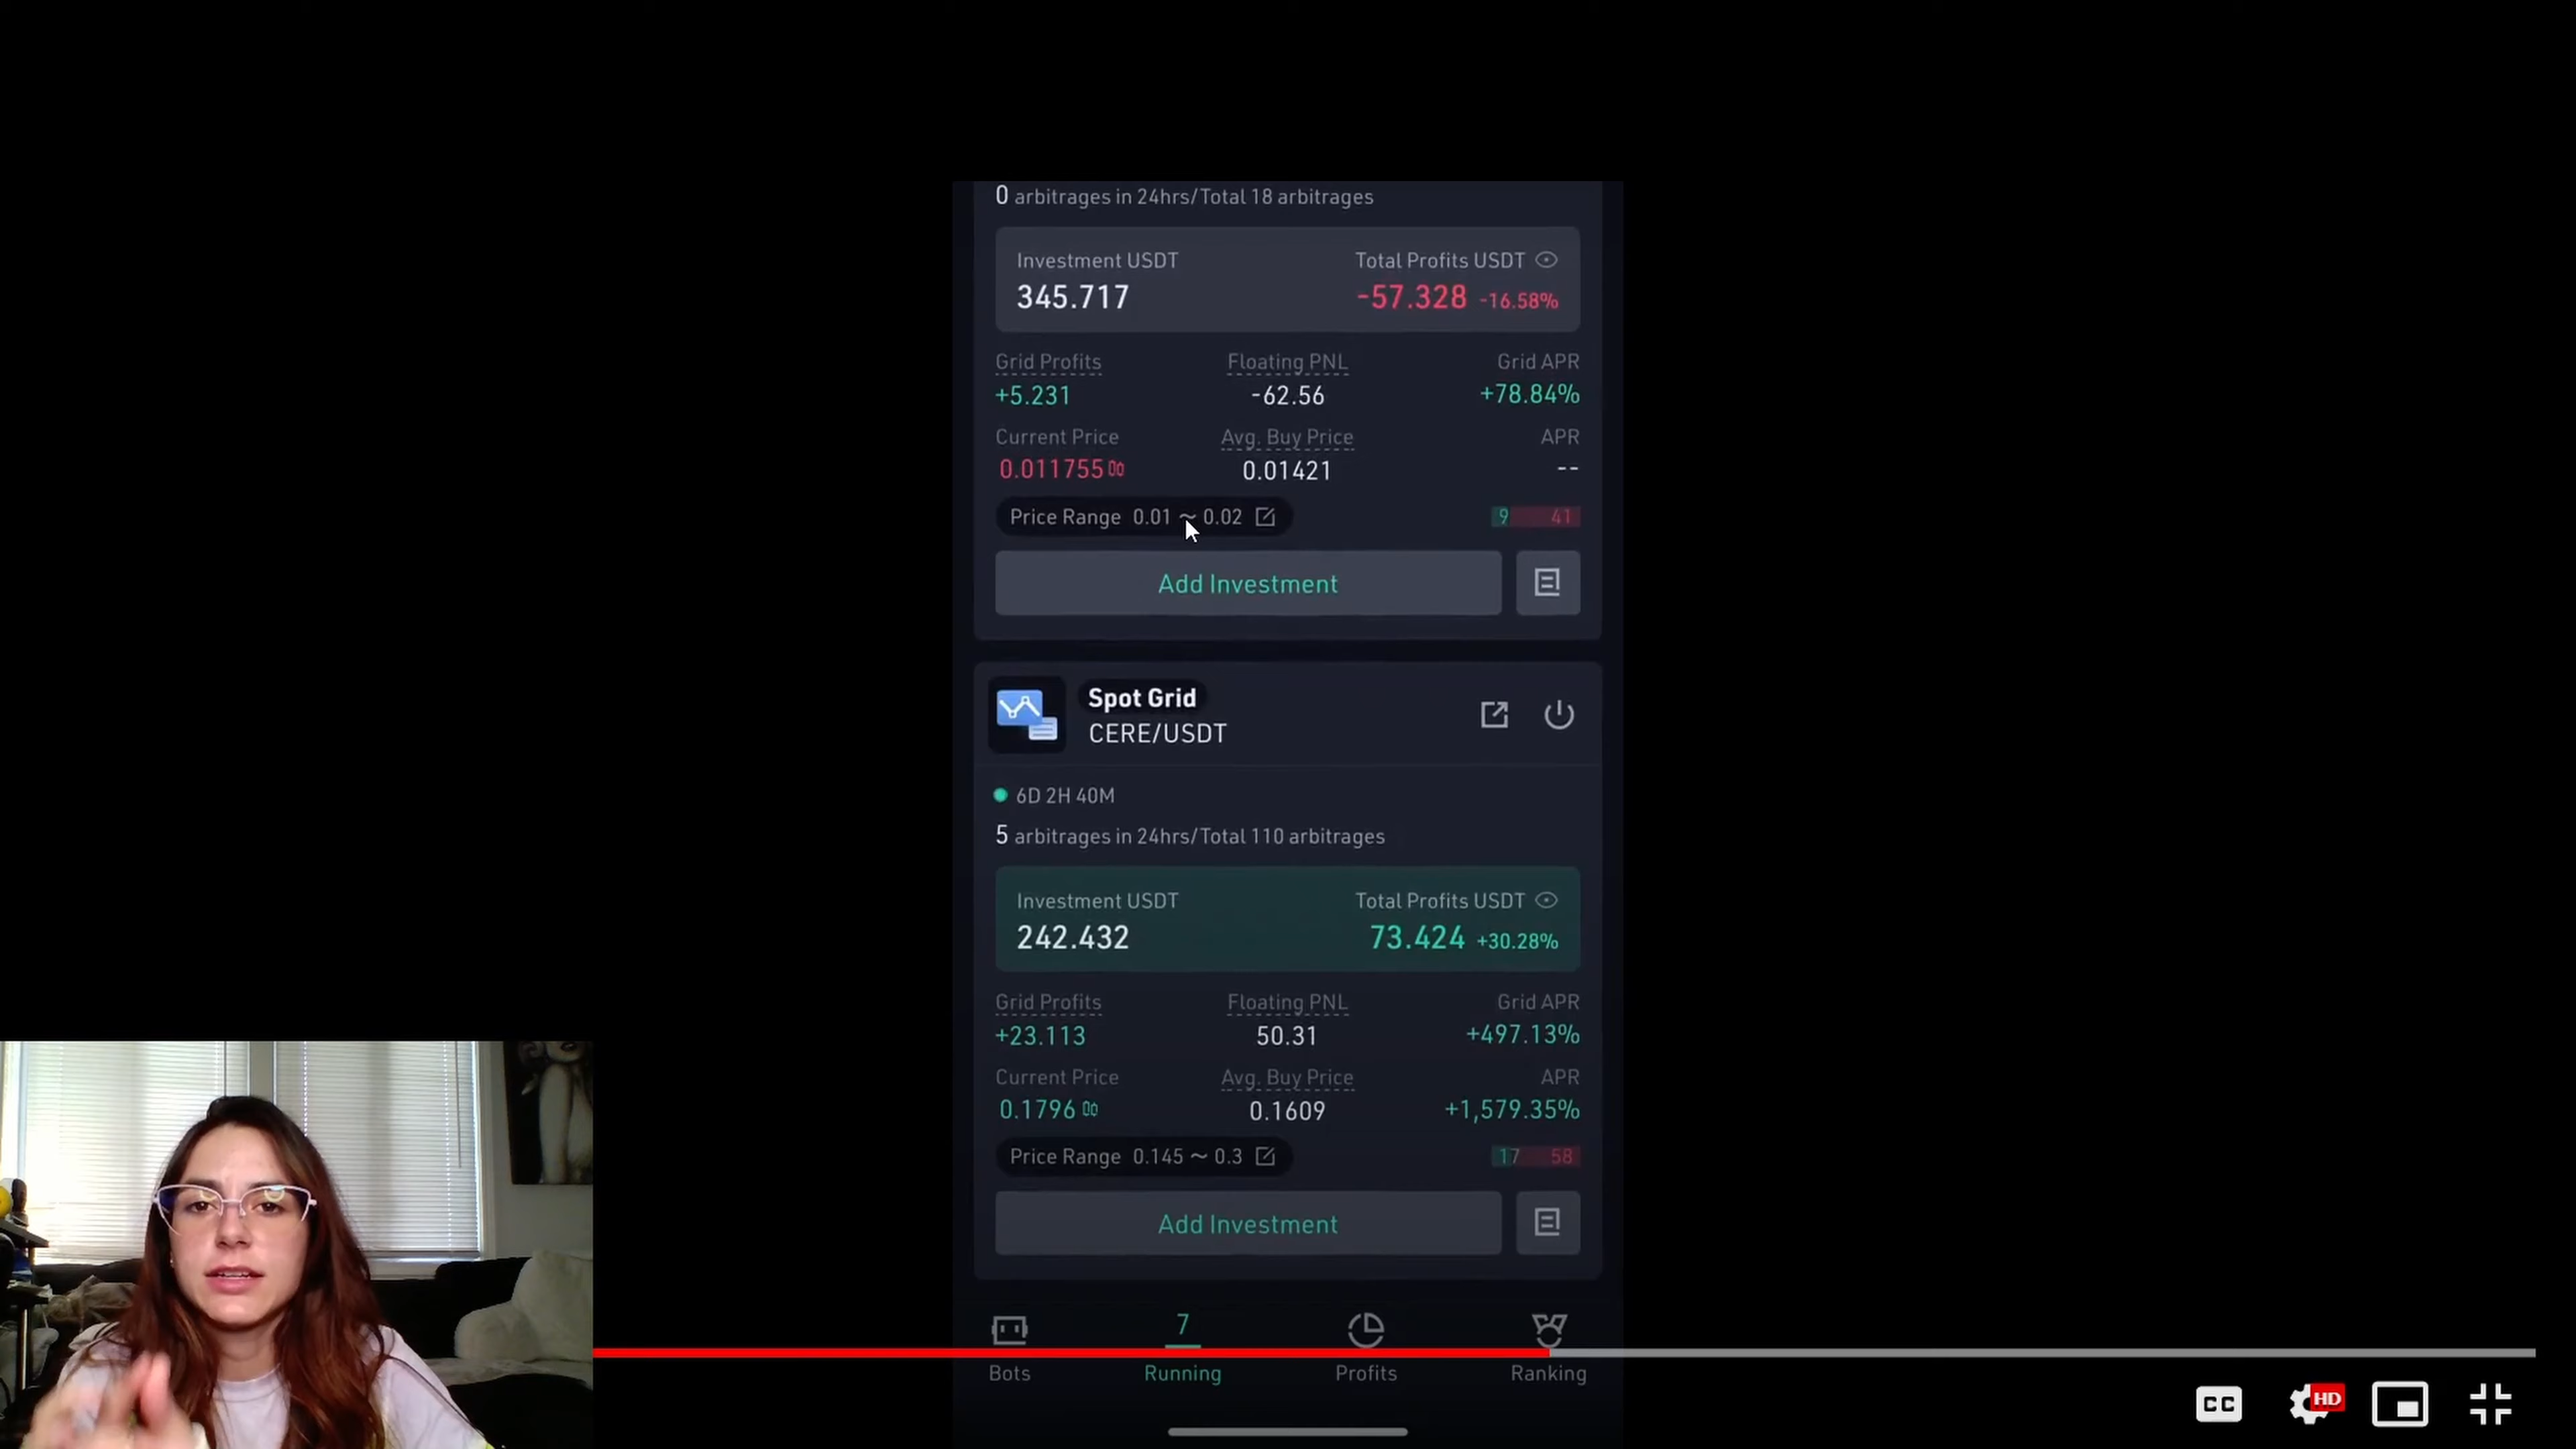 0 arbitrages in 24hrs/Total 18 arbitrages
Investment USDT Total Profits USDT
345.717 -57.328 -16.58%
Grid Profits Floating PNL Grid APR
+5.231 -62.56 +78.84%
Current Price Avg. Buy Price APR
0.011755 0.01421 --
Price Range 0.01 ~ 0.02 9 41
Add Investment
Spot Grid
CERE/USDT
6D 2H 40M
5 arbitrages in 24hrs/Total 110 arbitrages
Investment USDT Total Profits USDT
242.432 73.424 +30.28%
Grid Profits Floating PNL Grid APR
+23.113 50.31 +497.13%
Current Price Avg. Buy Price APR
0.1796 0.1609 +1,579.35%
Price Range 0.145 ~ 0.3 17 58
Add Investment
7
Bots Running Profits Ranking
CC HD